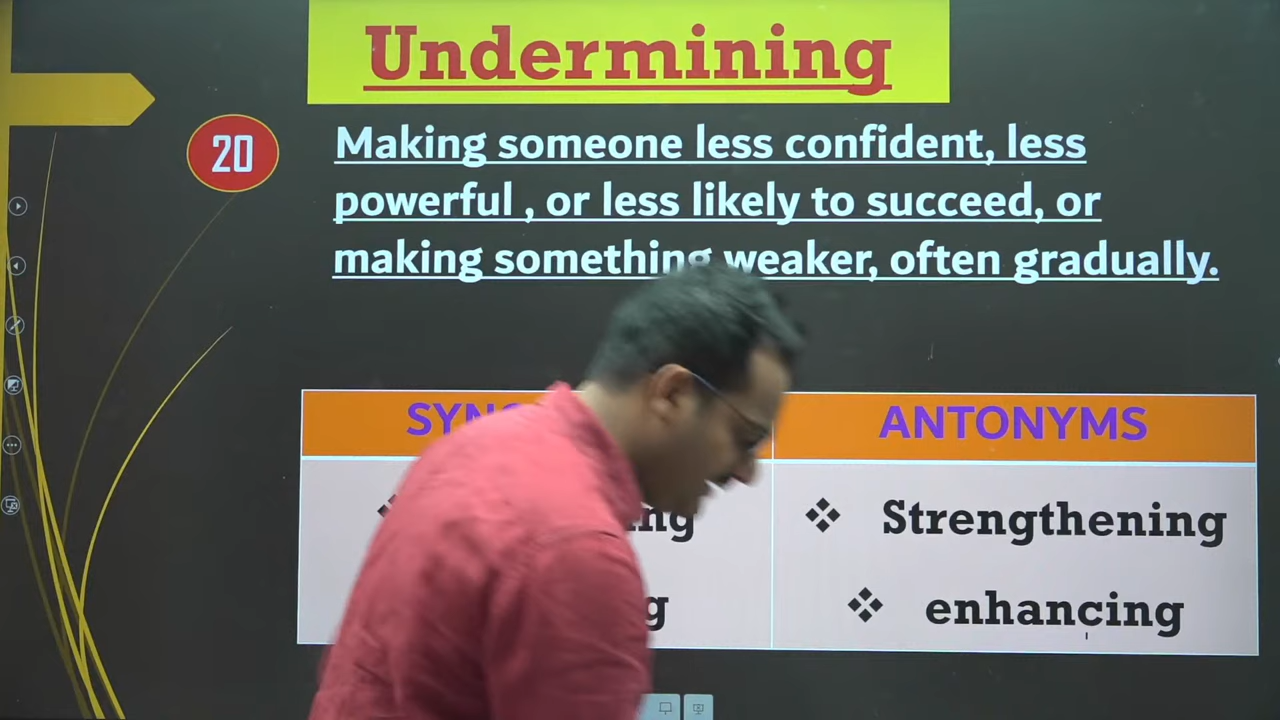 Undermining
20
Making someone less confident, less
powerful , or less likely to succeed, or
making something weaker, often gradually.
ANTONYMS
❖ Strengthening
❖ enhancing